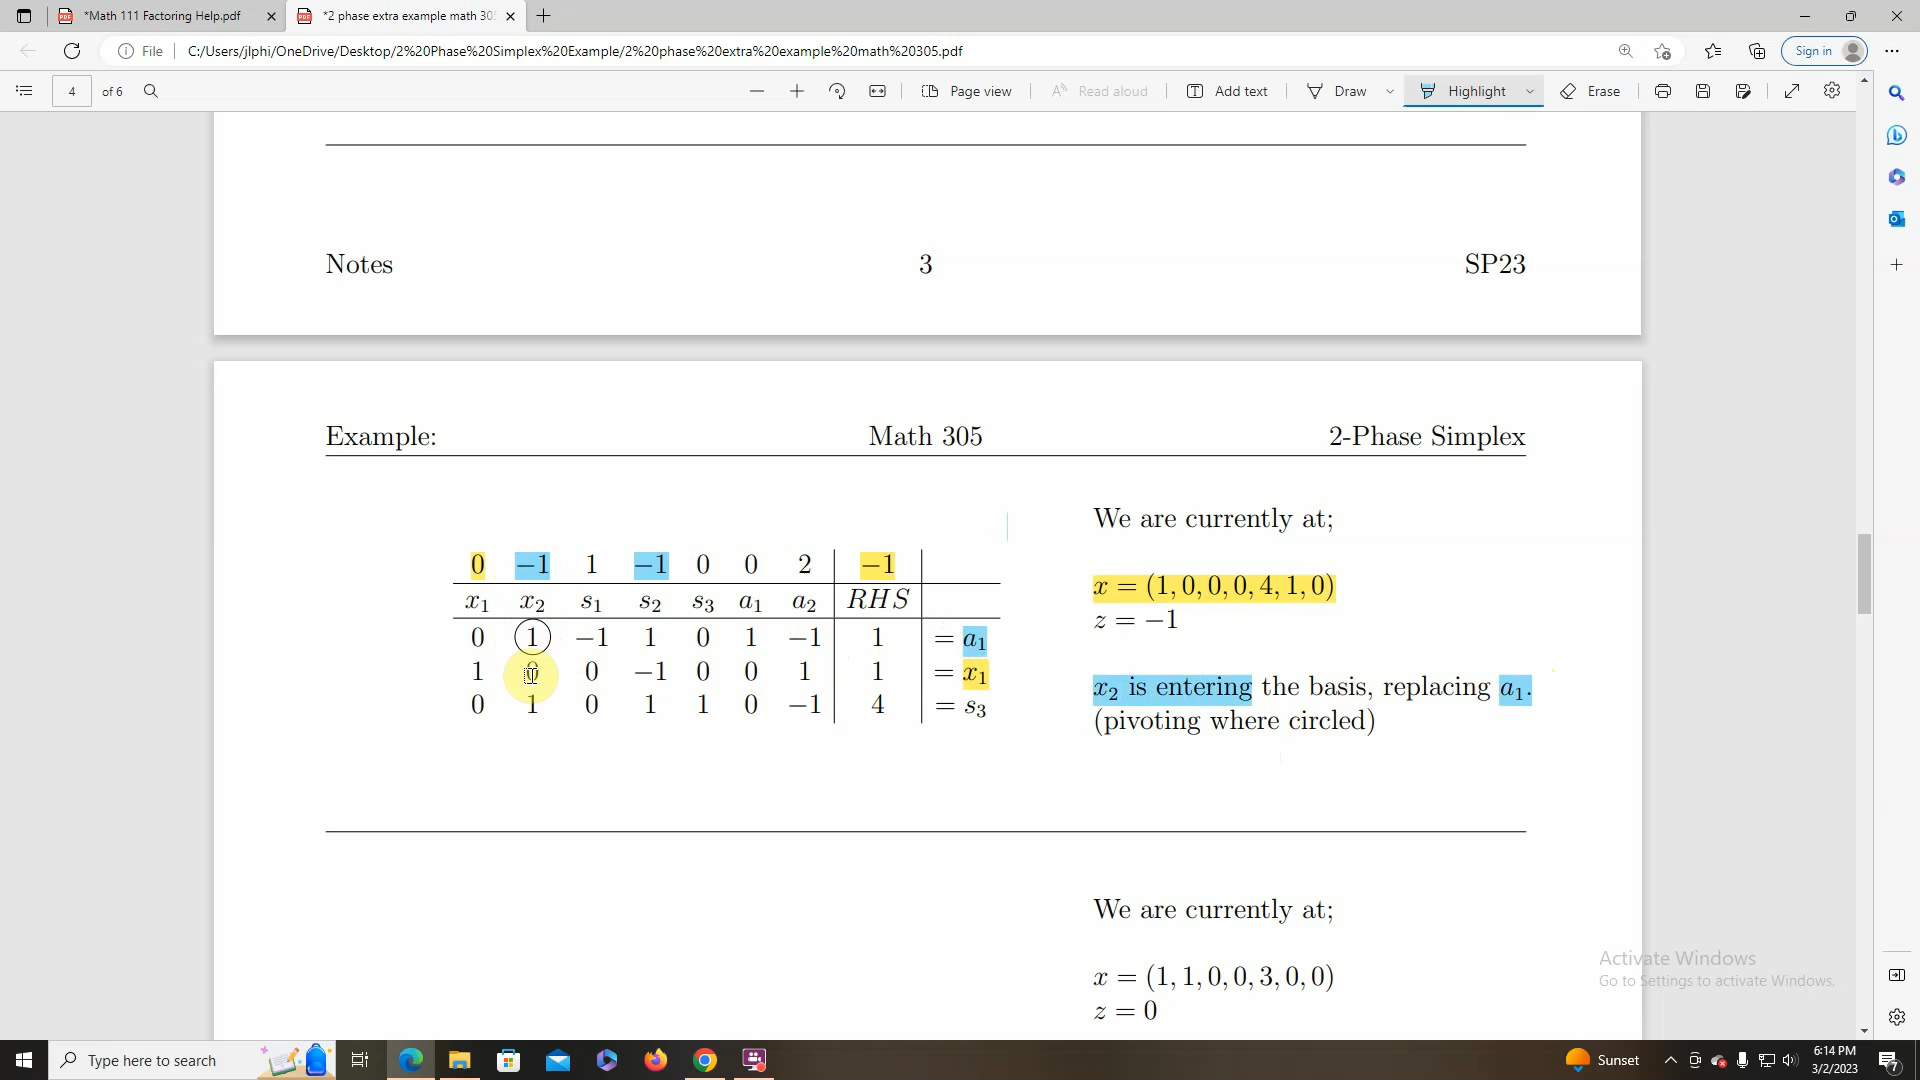 *Math 111 Factoring Help.pdf
*2 phase extra example math 305
File
C:/Users/jlphi/OneDrive/Desktop/2%20Phase%20Simplex%20Example/2%20phase%20extra%20example%20math%20305.pdf
Sign in
4 of 6
Page view
Read aloud
Add text
Draw
Highlight
Erase
Notes 3 SP23
Example: Math 305 2-Phase Simplex
0 −1 1 −1 0 0 2 −1
x₁ x₂ s₁ s₂ s₃ a₁ a₂ RHS
0 1 −1 1 0 1 −1 1 = a₁
1 0 0 −1 0 0 1 1 = x₁
0 1 0 1 1 0 −1 4 = s₃
We are currently at;
x = (1, 0, 0, 0, 4, 1, 0)
z = −1
x₂ is entering the basis, replacing a₁.
(pivoting where circled)
We are currently at;
x = (1, 1, 0, 0, 3, 0, 0)
z = 0
Activate Windows
Go to Settings to activate Windows.
Type here to search
Sunset
6:14 PM
3/2/2023
7